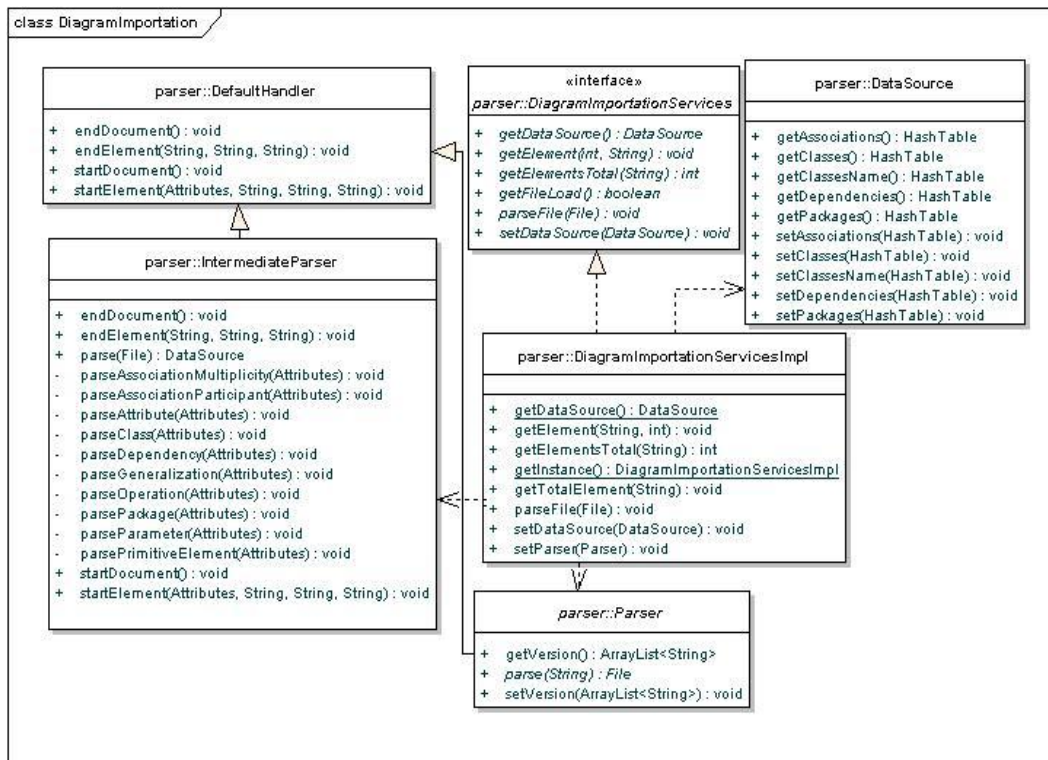 class DiagramImportation
parser::DefaultHandler
+ endDocument() : void
+ endElement(String, String, String) : void
+ startDocument() : void
+ startElement(Attributes, String, String, String) : void
«interface»
parser::DiagramImportationServices
+ getDataSource() : DataSource
+ getElement(int, String) : void
+ getElementsTotal(String) : int
+ getFileLoad() : boolean
+ parseFile(File) : void
+ setDataSource(DataSource) : void
parser::DataSource
+ getAssociations() : HashTable
+ getClasses() : HashTable
+ getClassesName() : HashTable
+ getDependencies() : HashTable
+ getPackages() : HashTable
+ setAssociations(HashTable) : void
+ setClasses(HashTable) : void
+ setClassesName(HashTable) : void
+ setDependencies(HashTable) : void
+ setPackages(HashTable) : void
parser::IntermediateParser
+ endDocument() : void
+ endElement(String, String, String) : void
+ parse(File) : DataSource
- parseAssociationMultiplicity(Attributes) : void
- parseAssociationParticipant(Attributes) : void
- parseAttribute(Attributes) : void
- parseClass(Attributes) : void
- parseDependency(Attributes) : void
- parseGeneralization(Attributes) : void
- parseOperation(Attributes) : void
- parsePackage(Attributes) : void
- parseParameter(Attributes) : void
- parsePrimitiveElement(Attributes) : void
+ startDocument() : void
+ startElement(Attributes, String, String, String) : void
parser::DiagramImportationServicesImpl
+ getDataSource() : DataSource
+ getElement(String, int) : void
+ getElementsTotal(String) : int
+ getInstance() : DiagramImportationServicesImpl
+ getTotalElement(String) : void
+ parseFile(File) : void
+ setDataSource(DataSource) : void
+ setParser(Parser) : void
parser::Parser
+ getVersion() : ArrayList<String>
+ parse(String) : File
+ setVersion(ArrayList<String>) : void